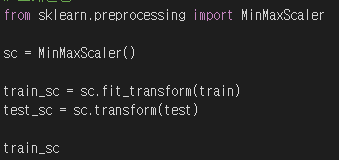 from sklearn.preprocessing import MinMaxScaler
sc = MinMaxScaler()
train_sc = sc.fit_transform(train)
test_sc = sc.transform(test)
train_sc